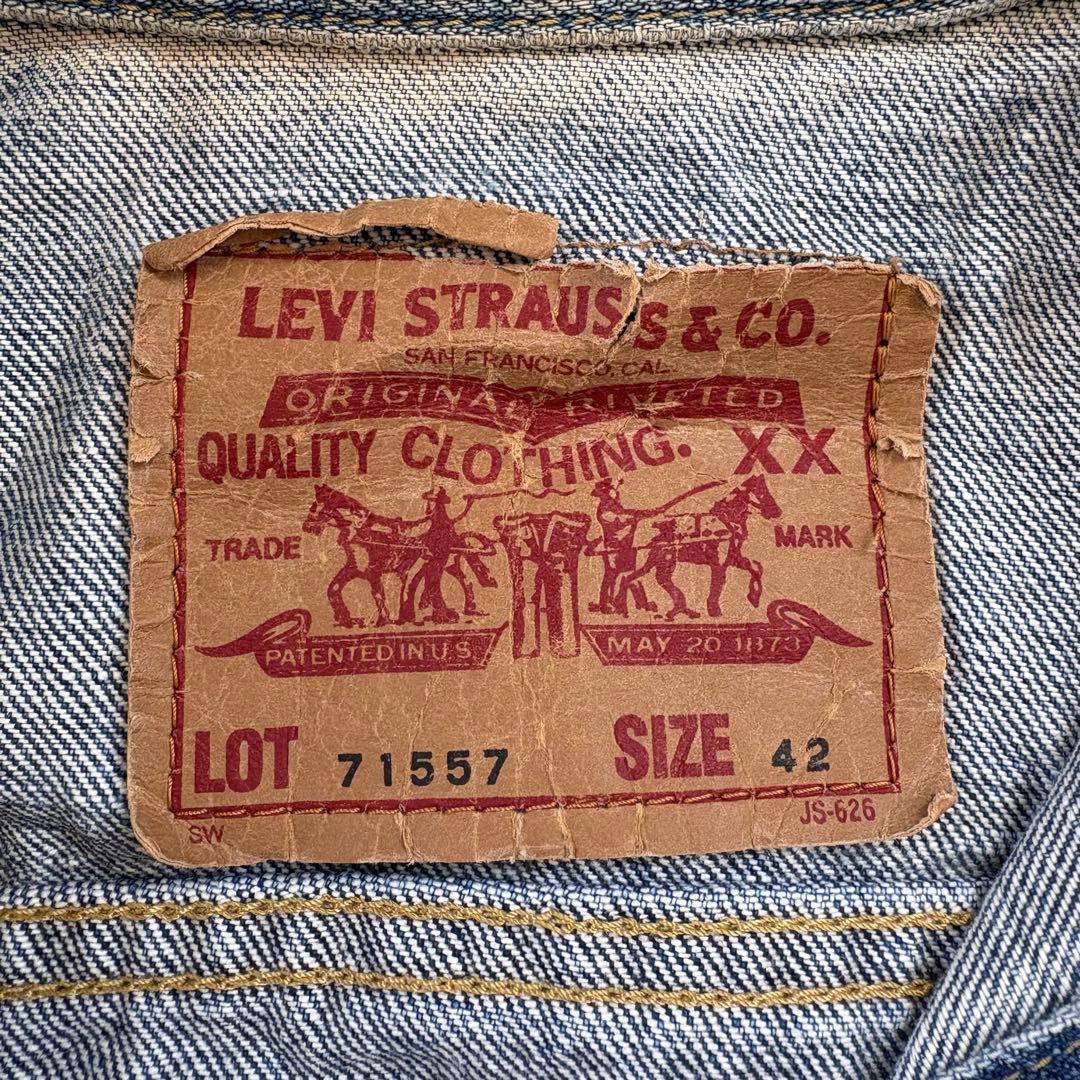 LEVI STRAUSS & CO.
SAN FRANCISCO, CAL.
ORIGINAL RIVETED
QUALITY CLOTHING. XX
TRADE MARK
PATENTED IN U.S. MAY 20 1873
LOT 71557 SIZE 42
SW JS-626